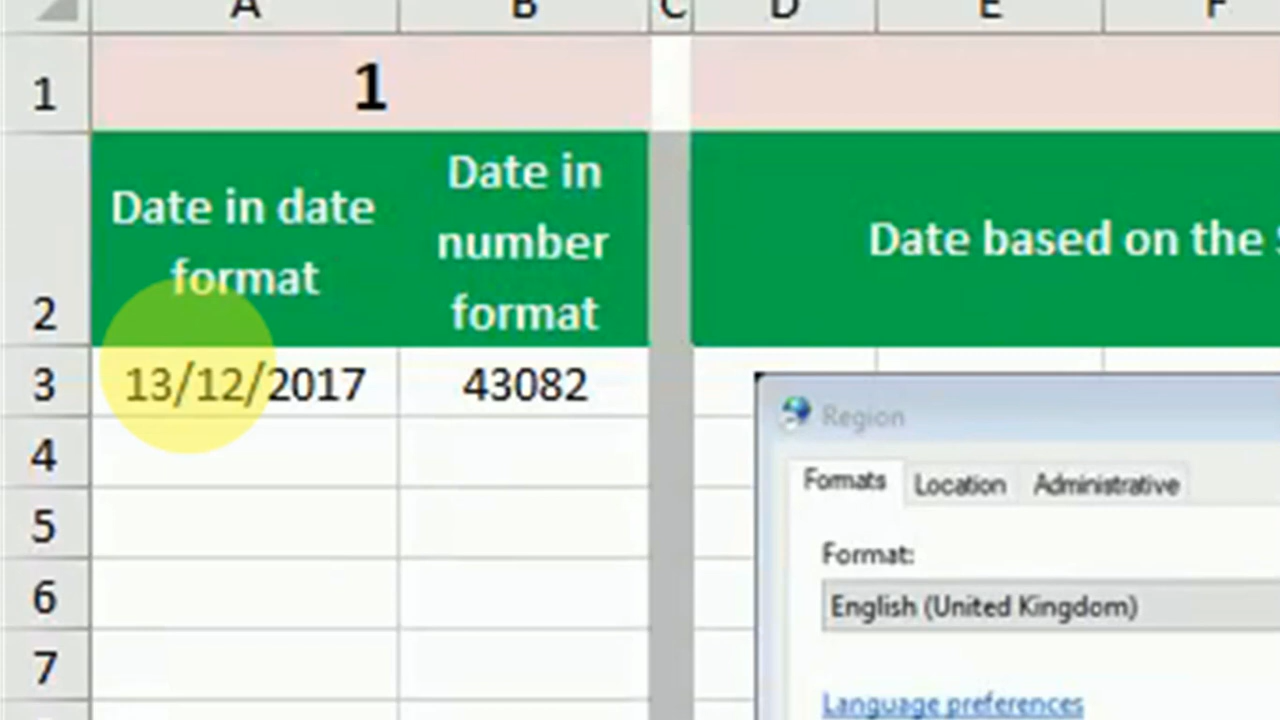 A B C D E F
1 1
2 Date in date format Date in number format Date based on the
3 13/12/2017 43082
4
5
6
7
Region
Formats Location Administrative
Format:
English (United Kingdom)
Language preferences